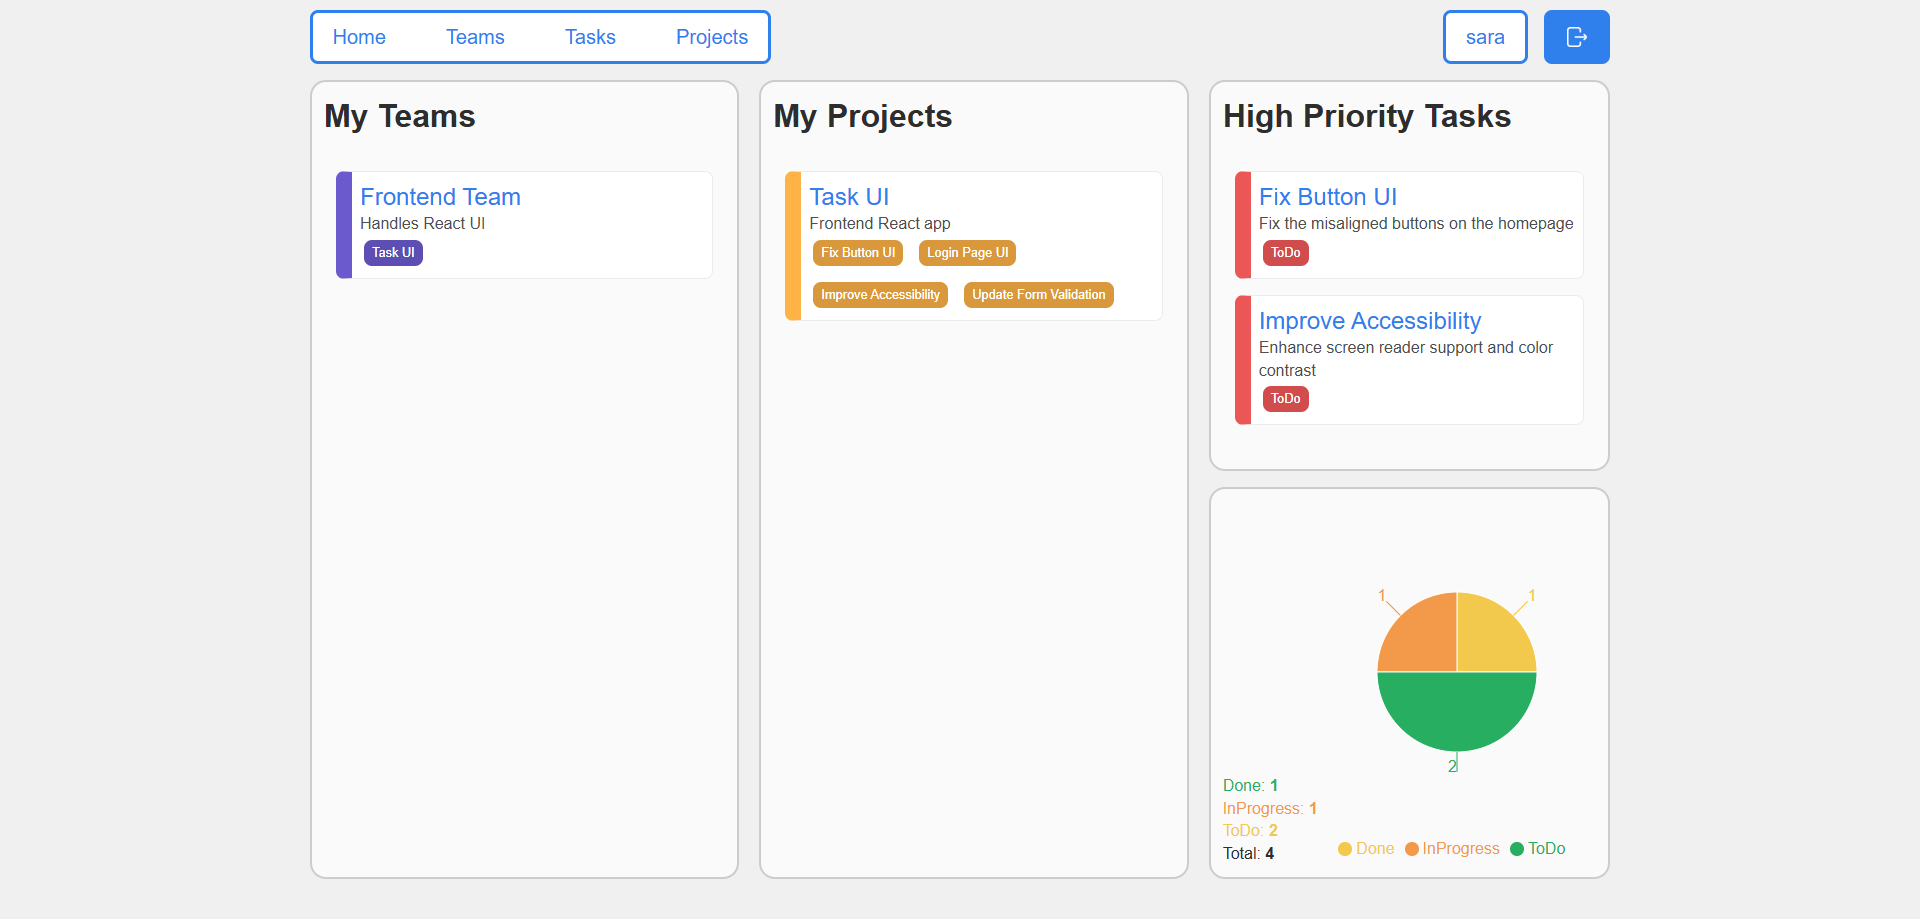 Home Teams Tasks Projects
sara
My Teams
Frontend Team
Handles React UI
Task UI
My Projects
Task UI
Frontend React app
Fix Button UI Login Page UI
Improve Accessibility Update Form Validation
High Priority Tasks
Fix Button UI
Fix the misaligned buttons on the homepage
ToDo
Improve Accessibility
Enhance screen reader support and color
contrast
ToDo
1 1
2
Done: 1
InProgress: 1
ToDo: 2
Total: 4
Done InProgress ToDo